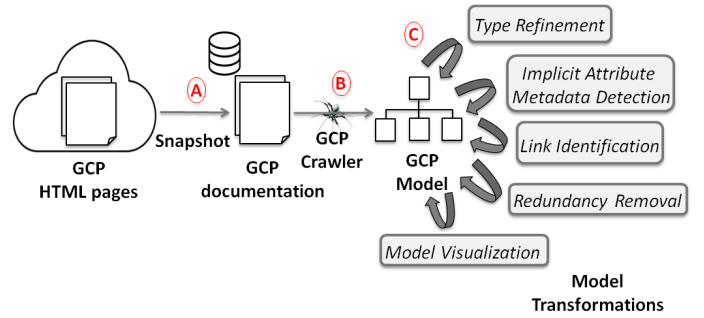 A
Snapshot
GCP
HTML pages
GCP
documentation
B
GCP
Crawler
C
GCP
Model
Type Refinement
Implicit Attribute
Metadata Detection
Link Identification
Redundancy Removal
Model Visualization
Model
Transformations